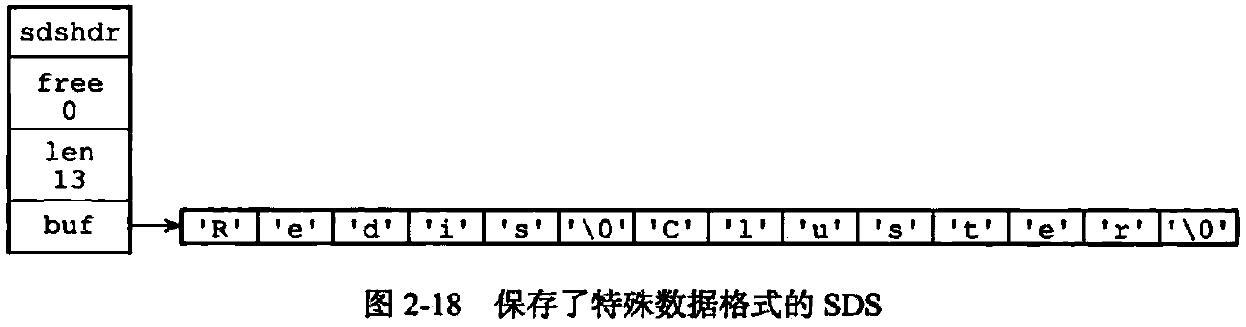 sdshdr
free
0
len
13
buf
'R' 'e' 'd' 'i' 's' '\0' 'C' 'l' 'u' 's' 't' 'e' 'r' '\0'
图 2-18 保存了特殊数据格式的 SDS